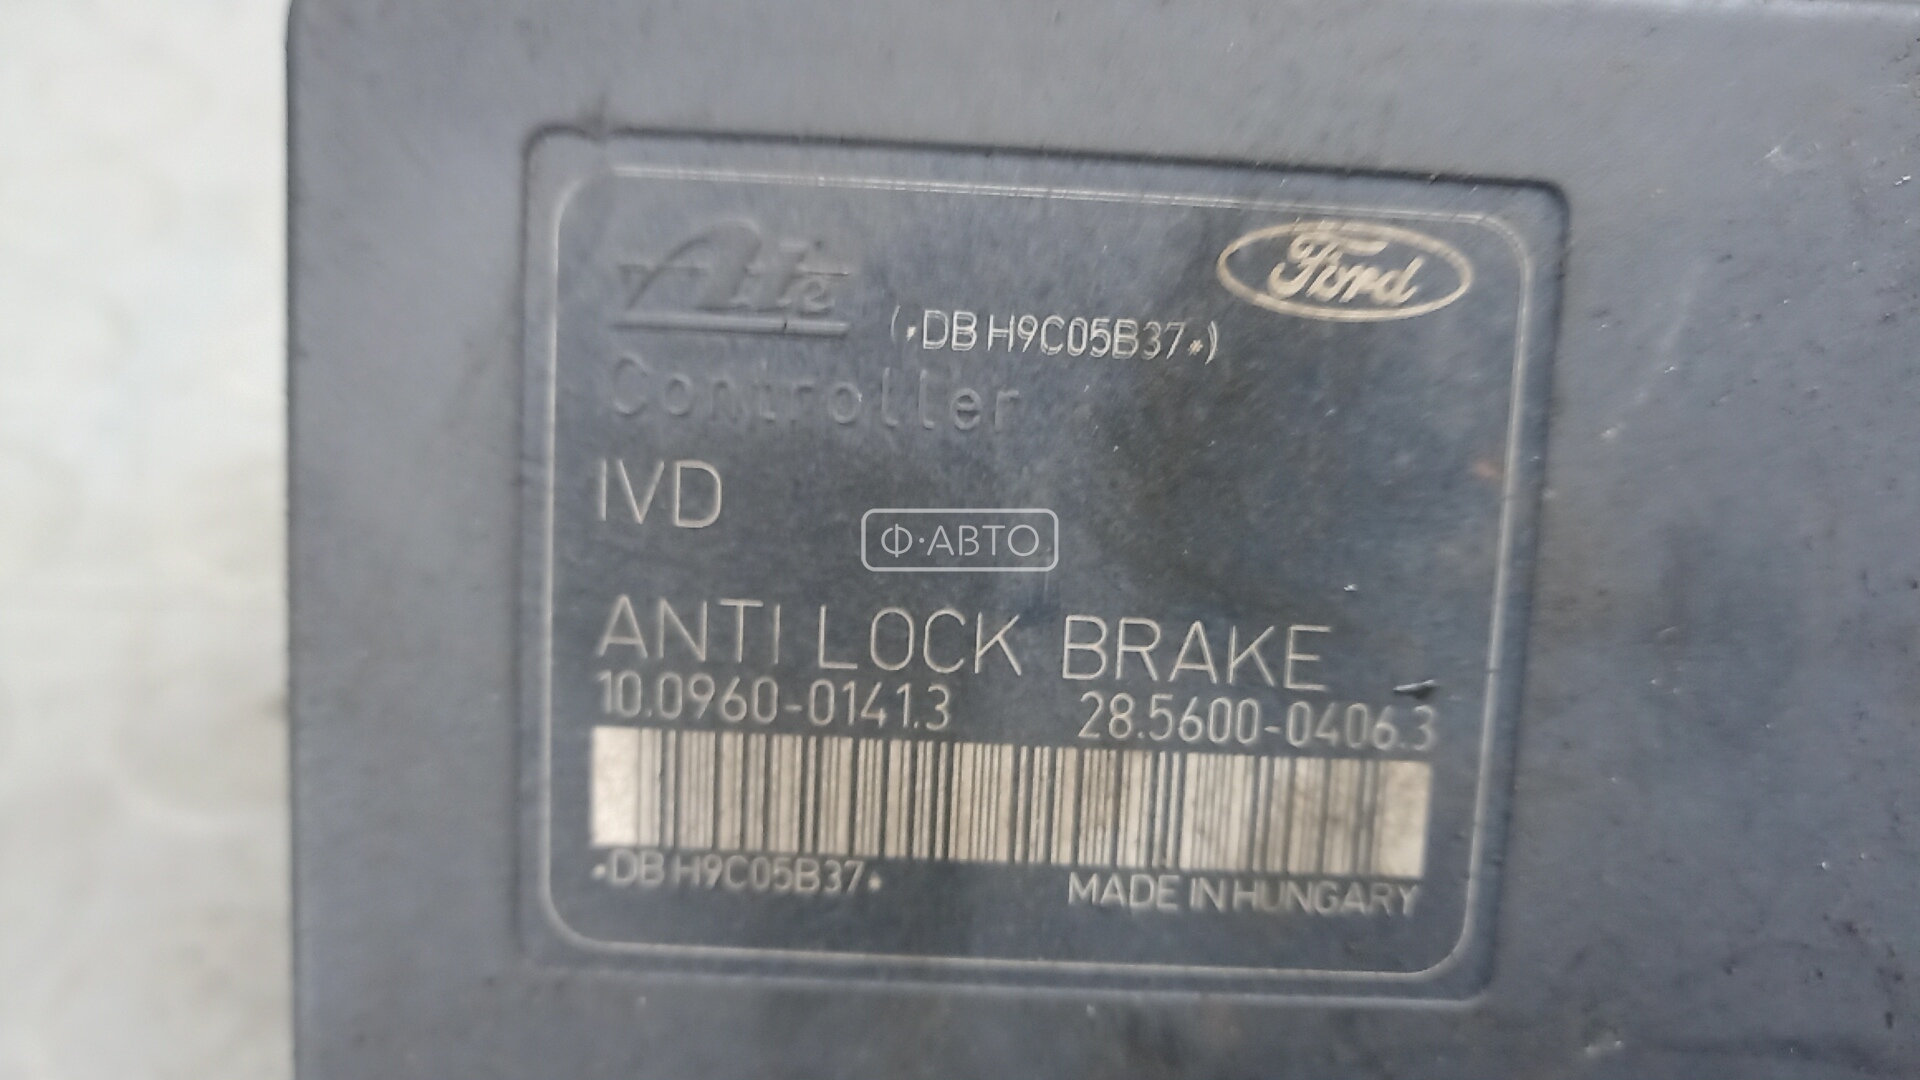 Ate
Ford
(*DB H9C05B37*)
Controller
IVD
Ф·АВТО
ANTI LOCK BRAKE
10.0960-0141.3 28.5600-0406.3
*DB H9C05B37*
MADE IN HUNGARY